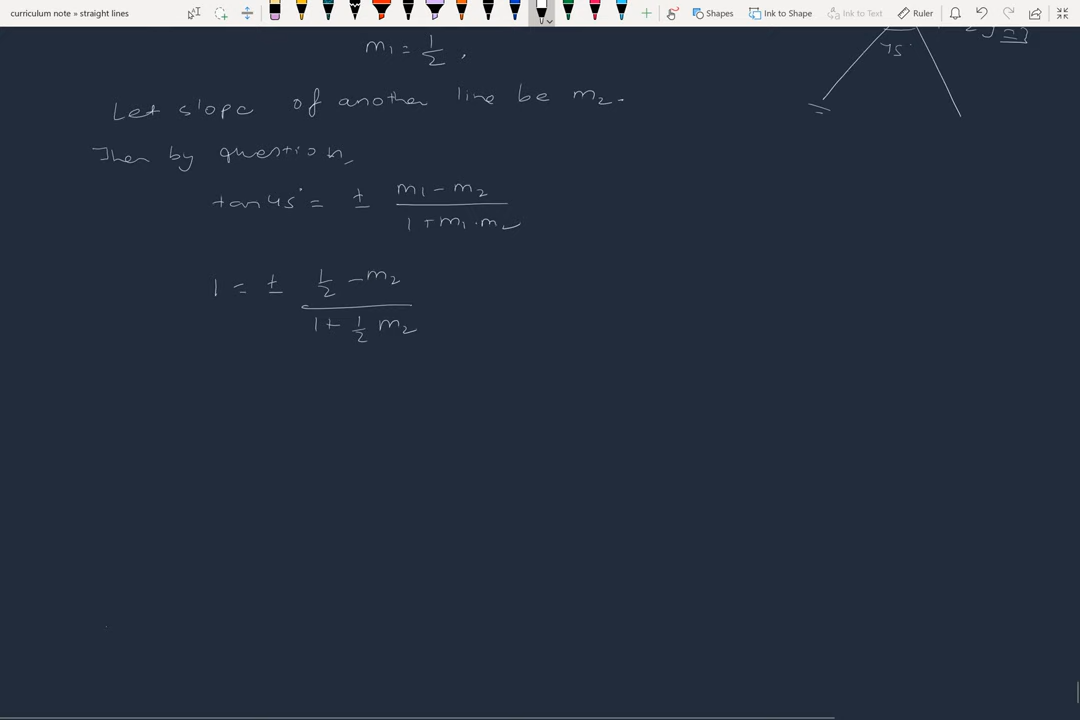 curriculum note » straight lines
Shapes Ink to Shape Ink to Text Ruler
m₁ = 1/2,
45°
Let slope of another line be m₂.
Then by question,
tan45° = ± (m₁ - m₂)/(1 + m₁·m₂)
1 = ± (1/2 - m₂)/(1 + 1/2 m₂)